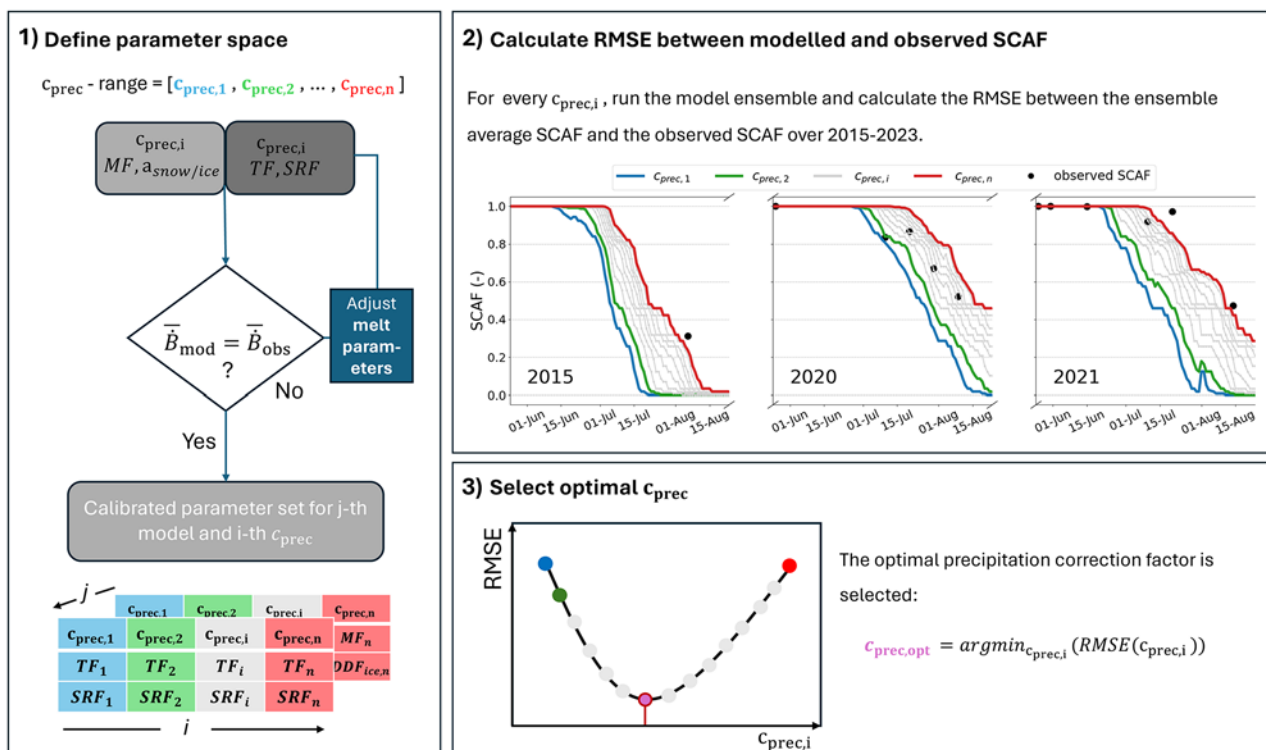 1) Define parameter space
c_prec - range = [c_prec,1 , c_prec,2 , … , c_prec,n ]
c_prec,i
MF, a_snow/ice
c_prec,i
TF, SRF
B̅̇_mod = B̅̇_obs
?
No
Adjust
melt
param-
eters
Yes
Calibrated parameter set for j-th
model and i-th c_prec
j
c_prec,1 c_prec,2 c_prec,i c_prec,n
c_prec,1 c_prec,2 c_prec,i c_prec,n MF_n
TF_1 TF_2 TF_i TF_n DDF_ice,n
SRF_1 SRF_2 SRF_i SRF_n
i
2) Calculate RMSE between modelled and observed SCAF
For every c_prec,i , run the model ensemble and calculate the RMSE between the ensemble
average SCAF and the observed SCAF over 2015-2023.
c_prec,1 c_prec,2 c_prec,i c_prec,n observed SCAF
SCAF (-)
1.0
0.8
0.6
0.4
0.2
0.0
2015
2020
2021
01-Jun 15-Jun 01-Jul 15-Jul 01-Aug 15-Aug
01-Jun 15-Jun 01-Jul 15-Jul 01-Aug 15-Aug
01-Jun 15-Jun 01-Jul 15-Jul 01-Aug 15-Aug
3) Select optimal c_prec
RMSE
c_prec,i
The optimal precipitation correction factor is
selected:
c_prec,opt = argmin_c_prec,i (RMSE(c_prec,i))